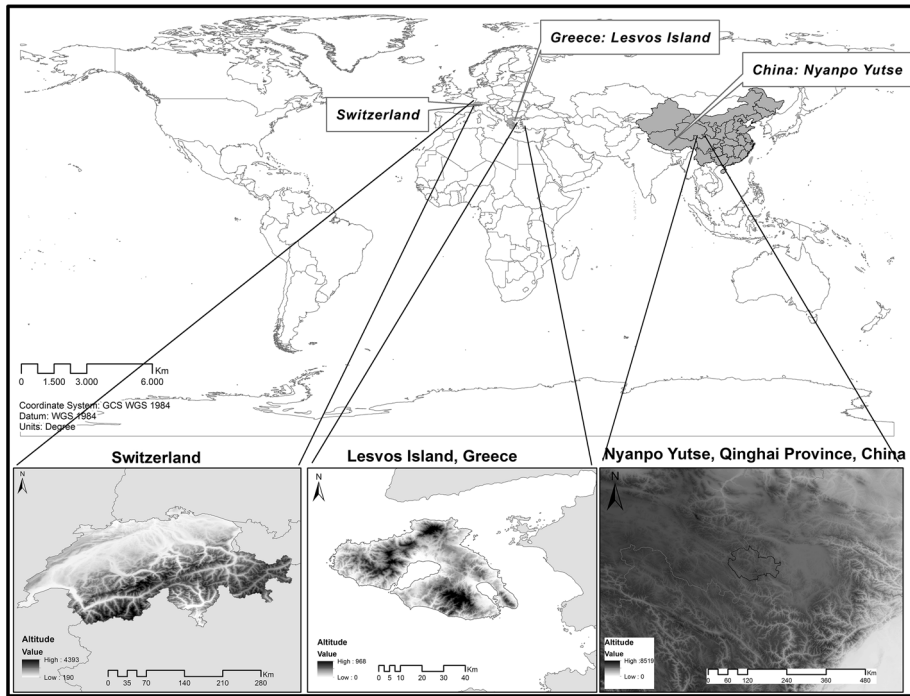 Greece: Lesvos Island
China: Nyanpo Yutse
Switzerland
Km
0 1.500 3.000 6.000
Coordinate System: GCS WGS 1984
Datum: WGS 1984
Units: Degree
Switzerland
N
Altitude
Value
High : 4393
Low : 190
Km
0 35 70 140 210 280
Lesvos Island, Greece
N
Altitude
Value
High : 968
Low : 0
Km
0 5 10 20 30 40
Nyanpo Yutse, Qinghai Province, China
N
Altitude
Value
High :8519
Low : 0
Km
0 60 120 240 360 480